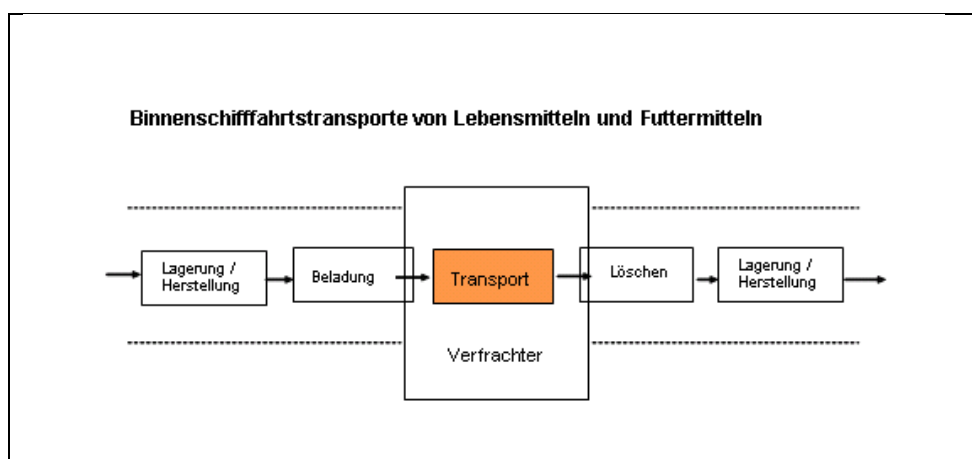 Binnenschifffahrtstransporte von Lebensmitteln und Futtermitteln
Lagerung /
Herstellung
Beladung
Transport
Löschen
Lagerung /
Herstellung
Verfrachter